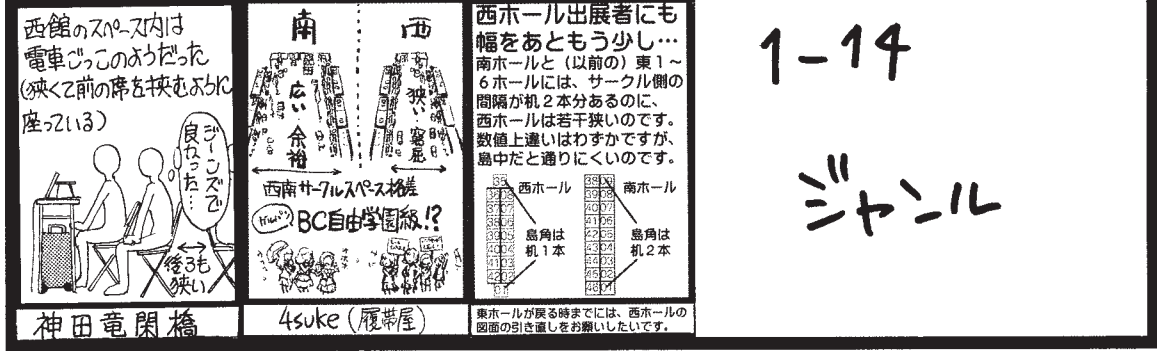 西館のスペース内は
電車ごっこのようだった
(狭くて前の席を挟むように
座っている)
ジーンズで
良かった…
後ろも
狭い
神田竜閑橋
南
西
広い・余裕
狭い・窮屈
西南サークルスペース格差
ガルパン
BC自由学園級!?
4suke(履帯屋)
西ホール出展者にも
幅をあともう少し…
南ホールと(以前の)東1~
6ホールには、サークル側の
間隔が机2本分あるのに、
西ホールは若干狭いのです。
数値上違いはわずかですが、
島中だと通りにくいのです。
西ホール
島角は
机1本
南ホール
島角は
机2本
東ホールが戻る時までには、西ホールの
図面の引き直しをお願いしたいです。
1-14
ジャンル